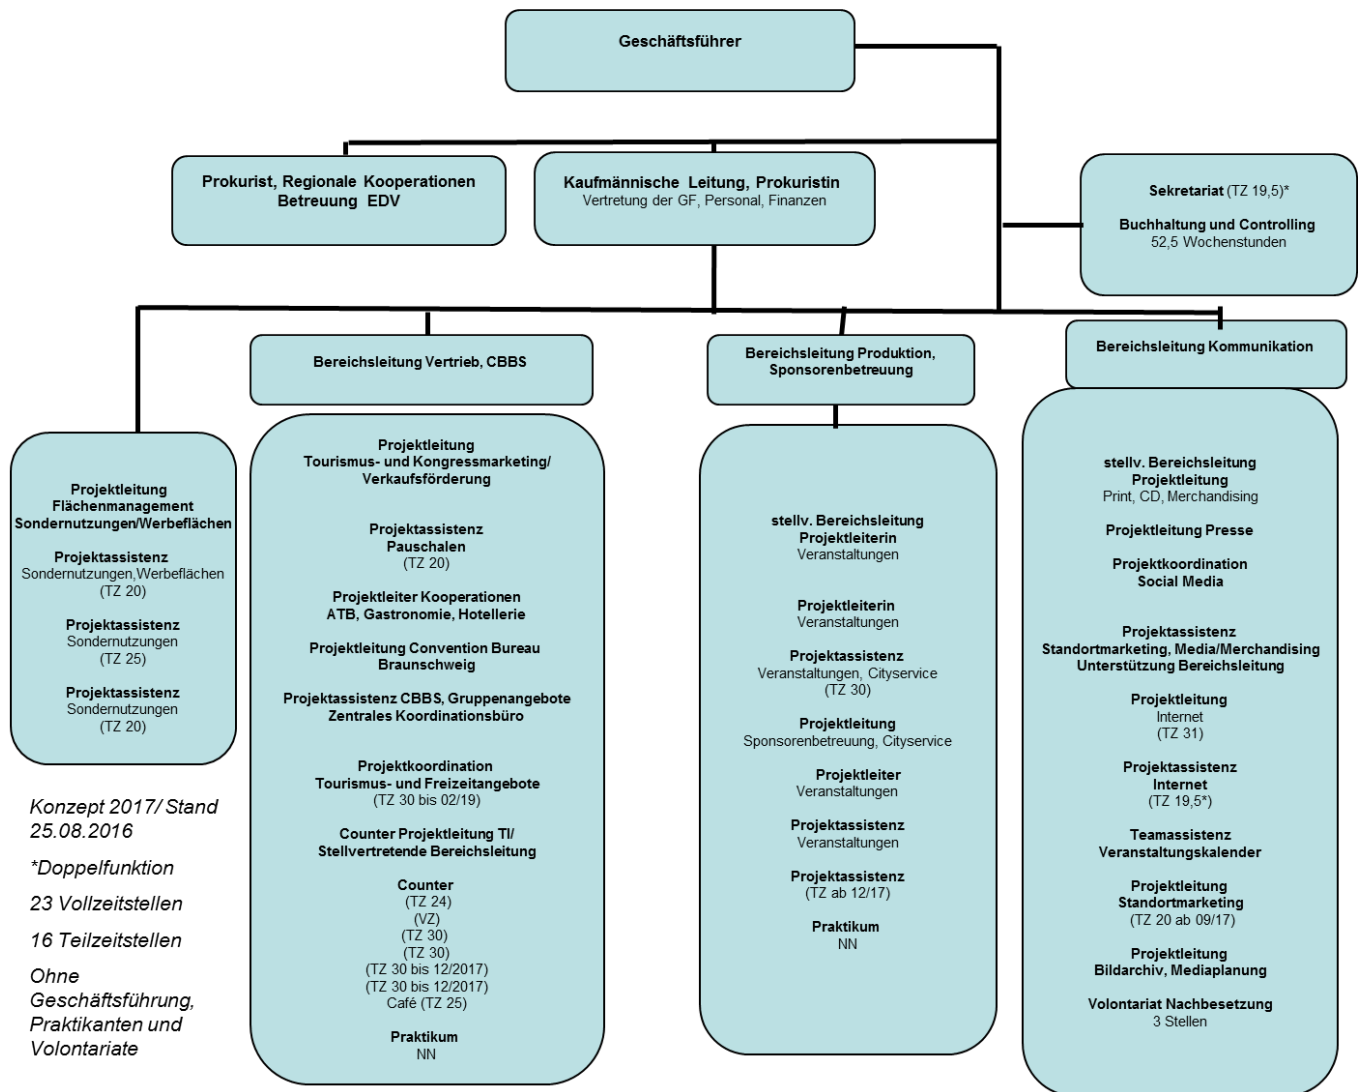 Geschäftsführer
Prokurist, Regionale Kooperationen
Betreuung EDV
Kaufmännische Leitung, Prokuristin
Vertretung der GF, Personal, Finanzen
Sekretariat (TZ 19,5)*
Buchhaltung und Controlling
52,5 Wochenstunden
Bereichsleitung Vertrieb, CBBS
Bereichsleitung Produktion,
Sponsorenbetreuung
Bereichsleitung Kommunikation
Projektleitung
Flächenmanagement
Sondernutzungen/Werbeflächen
Projektassistenz
Sondernutzungen,Werbeflächen
(TZ 20)
Projektassistenz
Sondernutzungen
(TZ 25)
Projektassistenz
Sondernutzungen
(TZ 20)
Projektleitung
Tourismus- und Kongressmarketing/
Verkaufsförderung
Projektassistenz
Pauschalen
(TZ 20)
Projektleiter Kooperationen
ATB, Gastronomie, Hotellerie
Projektleitung Convention Bureau
Braunschweig
Projektassistenz CBBS, Gruppenangebote
Zentrales Koordinationsbüro
Projektkoordination
Tourismus- und Freizeitangebote
(TZ 30 bis 02/19)
Counter Projektleitung TI/
Stellvertretende Bereichsleitung
Counter
(TZ 24)
(VZ)
(TZ 30)
(TZ 30)
(TZ 30 bis 12/2017)
(TZ 30 bis 12/2017)
Café (TZ 25)
Praktikum
NN
stellv. Bereichsleitung
Projektleiterin
Veranstaltungen
Projektleiterin
Veranstaltungen
Projektassistenz
Veranstaltungen, Cityservice
(TZ 30)
Projektleitung
Sponsorenbetreuung, Cityservice
Projektleiter
Veranstaltungen
Projektassistenz
Veranstaltungen
Projektassistenz
(TZ ab 12/17)
Praktikum
NN
stellv. Bereichsleitung
Projektleitung
Print, CD, Merchandising
Projektleitung Presse
Projektkoordination
Social Media
Projektassistenz
Standortmarketing, Media/Merchandising
Unterstützung Bereichsleitung
Projektleitung
Internet
(TZ 31)
Projektassistenz
Internet
(TZ 19,5*)
Teamassistenz
Veranstaltungskalender
Projektleitung
Standortmarketing
(TZ 20 ab 09/17)
Projektleitung
Bildarchiv, Mediaplanung
Volontariat Nachbesetzung
3 Stellen
Konzept 2017/ Stand
25.08.2016
*Doppelfunktion
23 Vollzeitstellen
16 Teilzeitstellen
Ohne
Geschäftsführung,
Praktikanten und
Volontariate